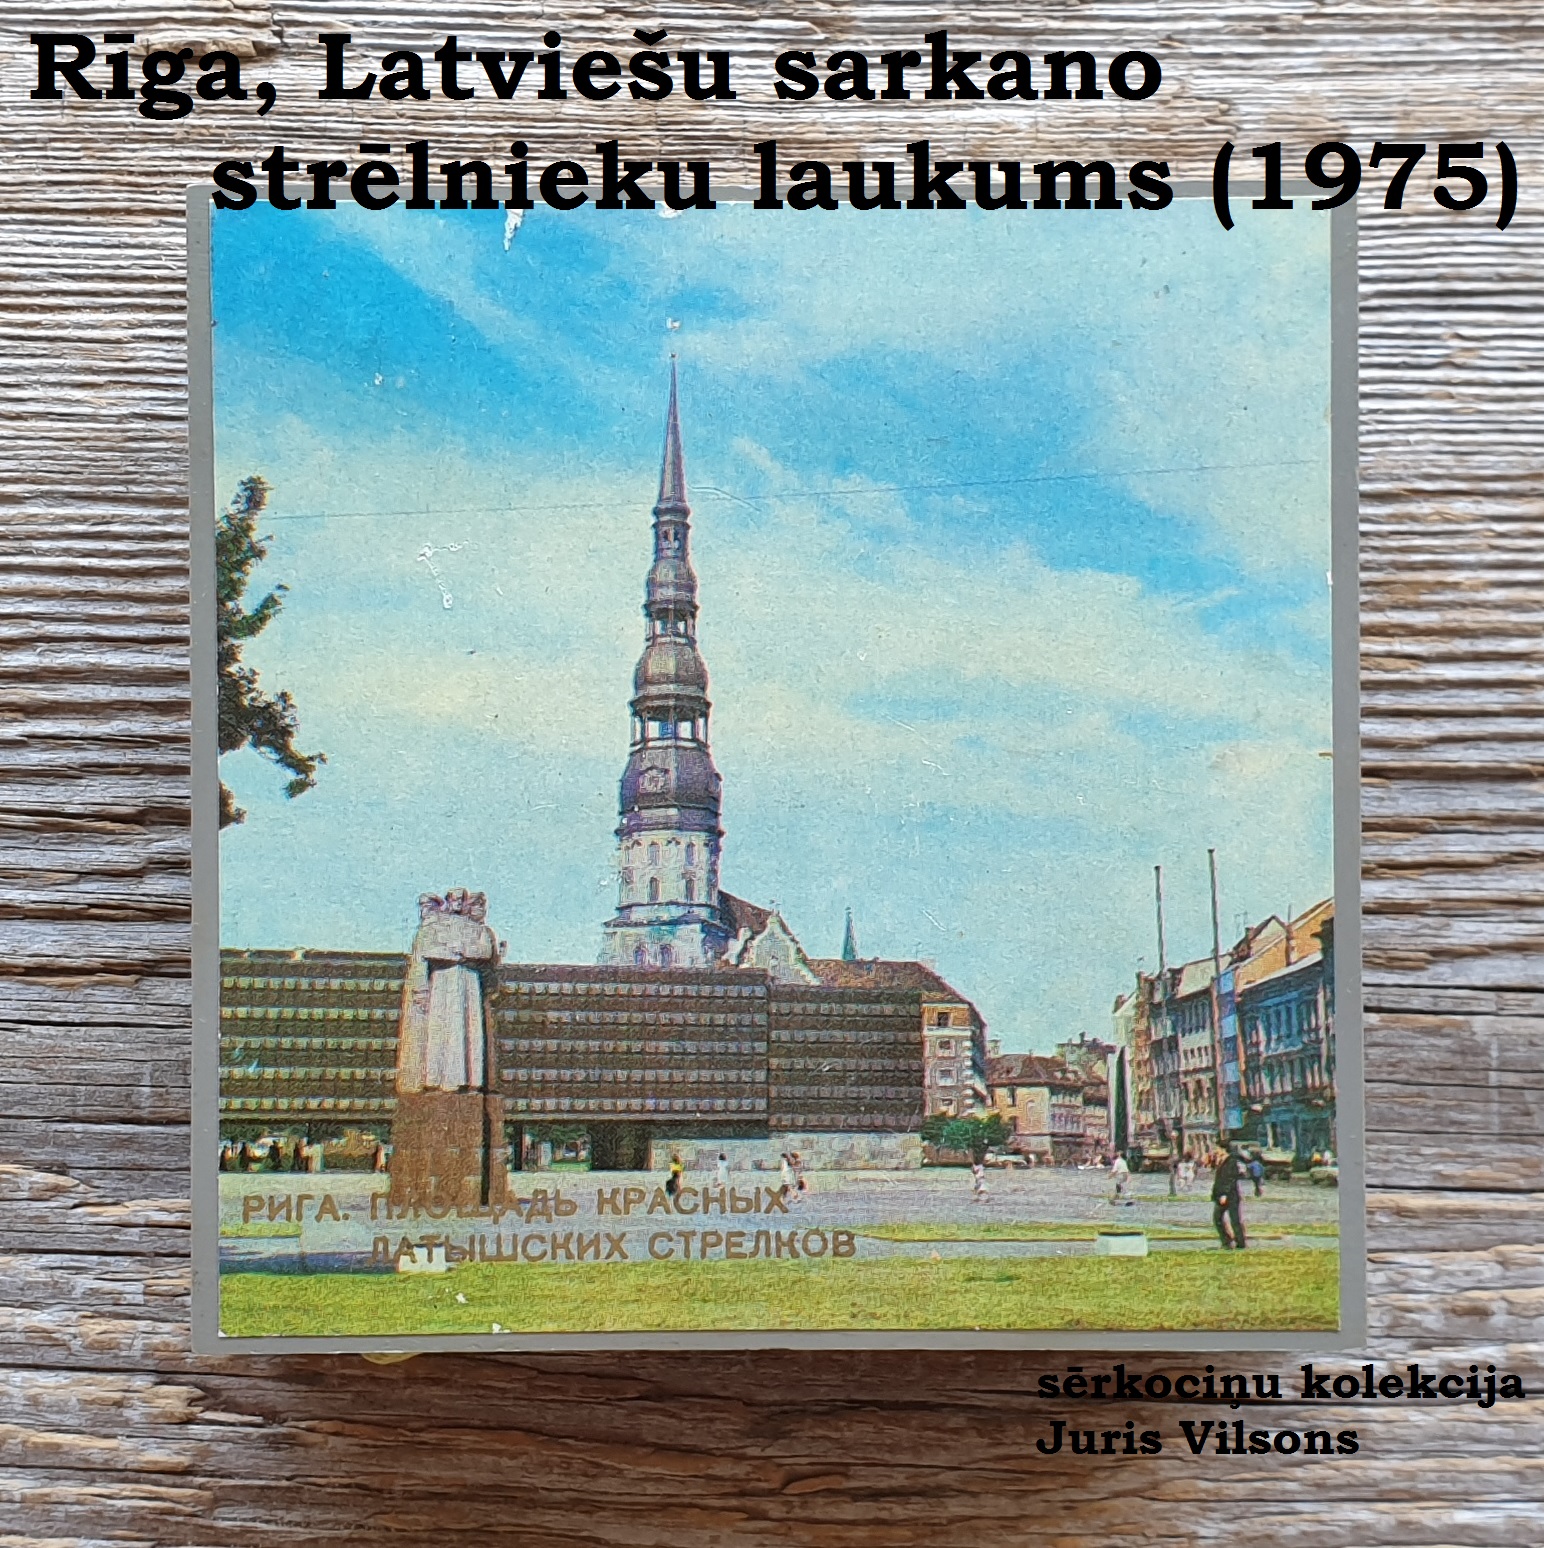 Rīga, Latviešu sarkano
strēlnieku laukums (1975)
РИГА. ПЛОЩАДЬ КРАСНЫХ
ЛАТЫШСКИХ СТРЕЛКОВ
sērkociņu kolekcija
Juris Vilsons